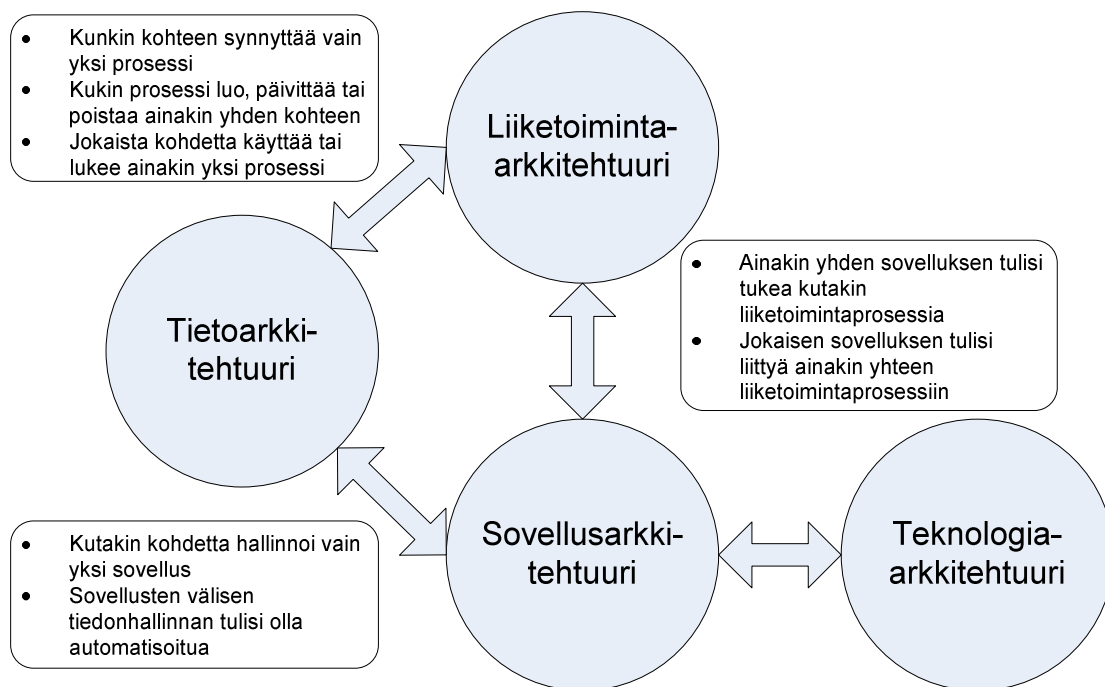 • Kunkin kohteen synnyttää vain
yksi prosessi
• Kukin prosessi luo, päivittää tai
poistaa ainakin yhden kohteen
• Jokaista kohdetta käyttää tai
lukee ainakin yksi prosessi
Liiketoiminta-
arkkitehtuuri
Tietoarkki-
tehtuuri
• Ainakin yhden sovelluksen tulisi
tukea kutakin
liiketoimintaprosessia
• Jokaisen sovelluksen tulisi
liittyä ainakin yhteen
liiketoimintaprosessiin
• Kutakin kohdetta hallinnoi vain
yksi sovellus
• Sovellusten välisen
tiedonhallinnan tulisi olla
automatisoitua
Sovellusarkki-
tehtuuri
Teknologia-
arkkitehtuuri